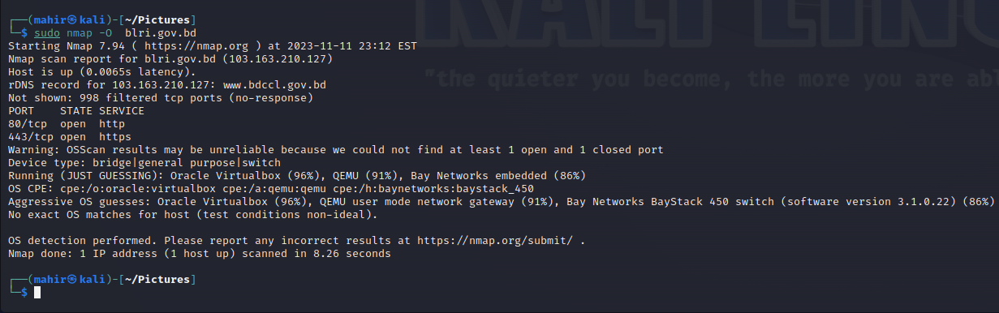 ┌──(mahir㉿kali)-[~/Pictures]
└─$ sudo nmap -O  blri.gov.bd
Starting Nmap 7.94 ( https://nmap.org ) at 2023-11-11 23:12 EST
Nmap scan report for blri.gov.bd (103.163.210.127)
Host is up (0.0065s latency).
rDNS record for 103.163.210.127: www.bdccl.gov.bd
Not shown: 998 filtered tcp ports (no-response)
PORT    STATE SERVICE
80/tcp  open  http
443/tcp open  https
Warning: OSScan results may be unreliable because we could not find at least 1 open and 1 closed port
Device type: bridge|general purpose|switch
Running (JUST GUESSING): Oracle Virtualbox (96%), QEMU (91%), Bay Networks embedded (86%)
OS CPE: cpe:/o:oracle:virtualbox cpe:/a:qemu:qemu cpe:/h:baynetworks:baystack_450
Aggressive OS guesses: Oracle Virtualbox (96%), QEMU user mode network gateway (91%), Bay Networks BayStack 450 switch (software version 3.1.0.22) (86%)
No exact OS matches for host (test conditions non-ideal).
OS detection performed. Please report any incorrect results at https://nmap.org/submit/ .
Nmap done: 1 IP address (1 host up) scanned in 8.26 seconds
┌──(mahir㉿kali)-[~/Pictures]
└─$
KALI LINUX
"the quieter you become, the more you are abl